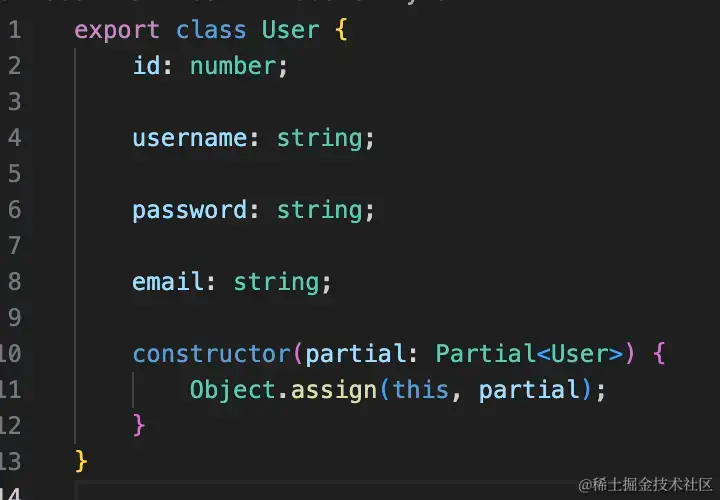 1 export class User {
2 id: number;
3
4 username: string;
5
6 password: string;
7
8 email: string;
9
10 constructor(partial: Partial<User>) {
11 Object.assign(this, partial);
12 }
13 }
14
@稀土掘金技术社区